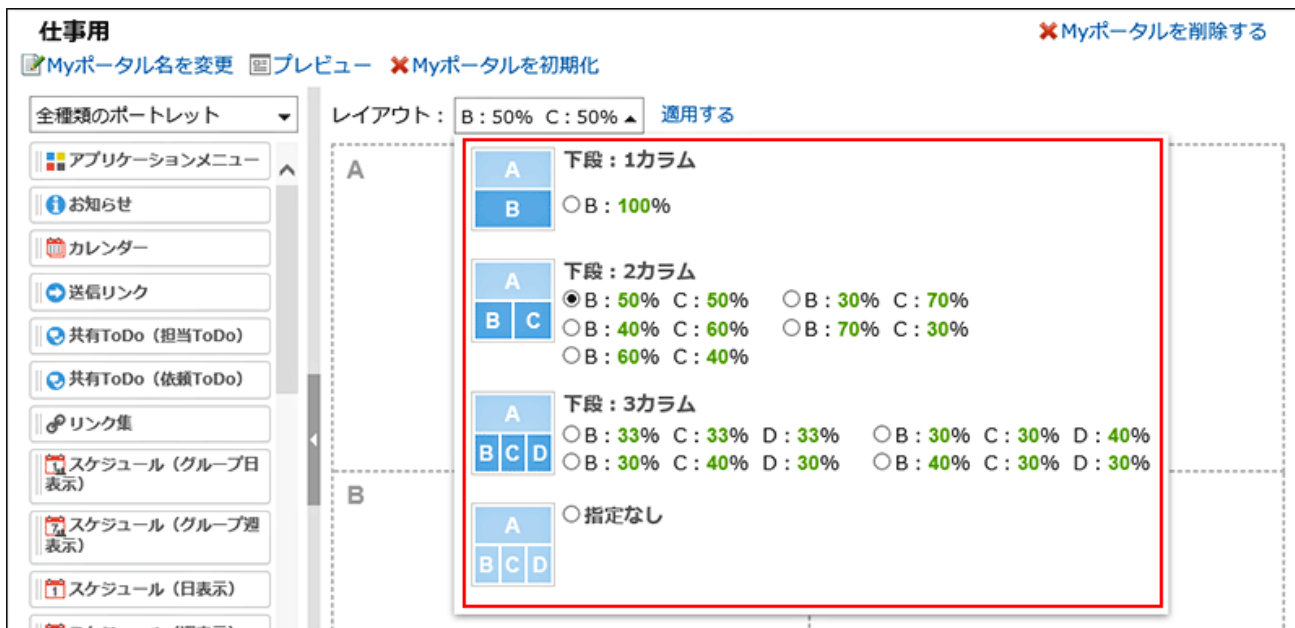 仕事用
Myポータルを削除する
Myポータル名を変更 プレビュー Myポータルを初期化
全種類のポートレット
レイアウト： B：50% C：50% 適用する
アプリケーションメニュー
お知らせ
カレンダー
送信リンク
共有ToDo（担当ToDo）
共有ToDo（依頼ToDo）
リンク集
スケジュール（グループ日
表示）
スケジュール（グループ週
表示）
スケジュール（日表示）
A
B
A
B
下段：1カラム
B：100%
A
B C
下段：2カラム
B：50% C：50% B：30% C：70%
B：40% C：60% B：70% C：30%
B：60% C：40%
A
B C D
下段：3カラム
B：33% C：33% D：33% B：30% C：30% D：40%
B：30% C：40% D：30% B：40% C：30% D：30%
A
B C D
指定なし